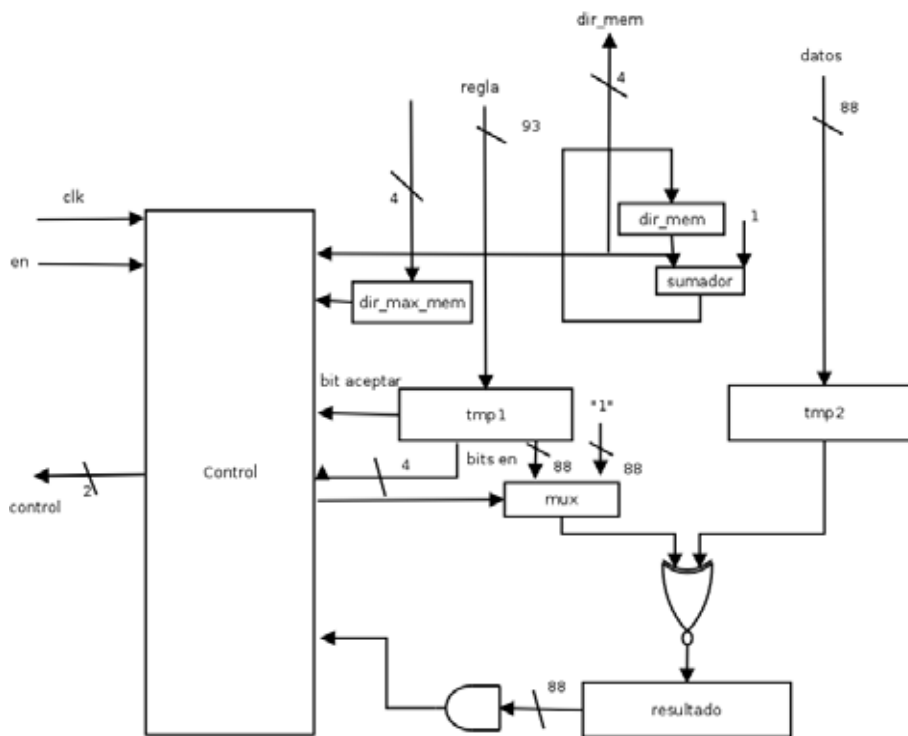 dir_mem
4
datos
88
regla
93
4
clk
dir_mem
1
en
sumador
dir_max_mem
bit aceptar
tmp1
"1"
tmp2
bits en
4
88
88
Control
mux
2
control
88
resultado